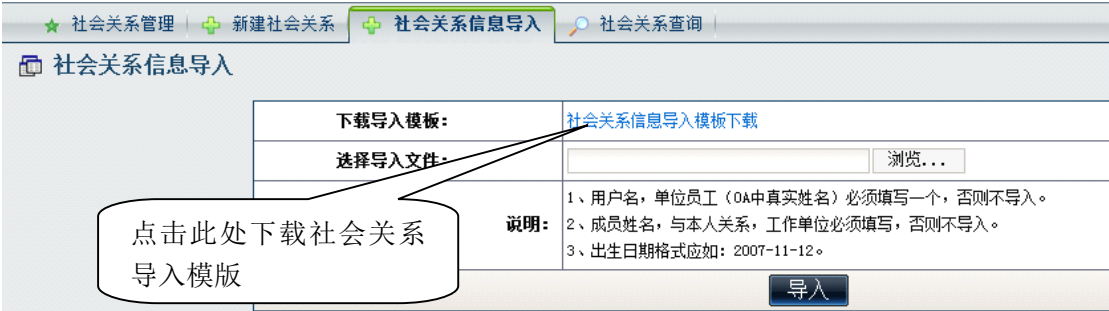 社会关系管理 新建社会关系 社会关系信息导入 社会关系查询
社会关系信息导入
下载导入模板： 社会关系信息导入模板下载
选择导入文件： 浏览...
说明：
1、用户名，单位员工（OA中真实姓名）必须填写一个，否则不导入。
2、成员姓名，与本人关系，工作单位必须填写，否则不导入。
3、出生日期格式应如：2007-11-12。
点击此处下载社会关系
导入模版
导入